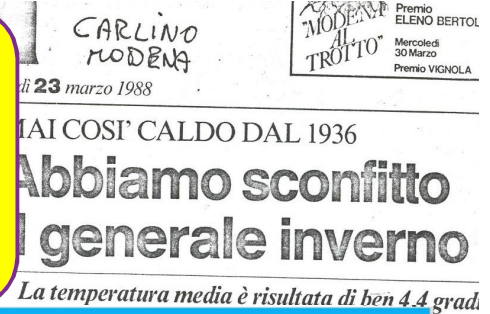 CARLINO
MODENA
"MODENA
AL
TROTTO"
Premio
ELENO BERTOL
Mercoledì
30 Marzo
Premio VIGNOLA
dì 23 marzo 1988
MAI COSI' CALDO DAL 1936
Abbiamo sconfitto
l generale inverno
La temperatura media è risultata di ben 4.4 gradi